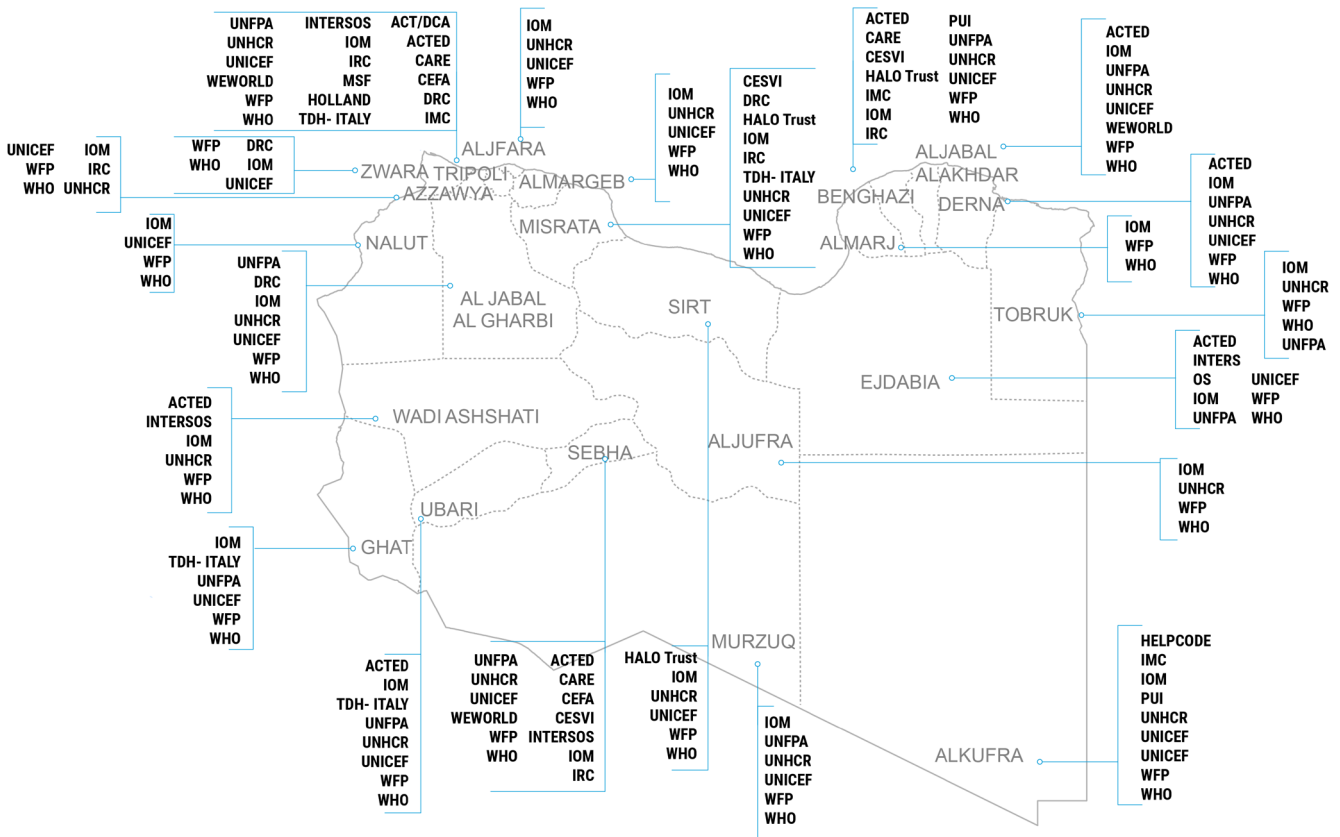 UNFPA INTERSOS ACT/DCA
UNHCR IOM ACTED
UNICEF IRC CARE
WEWORLD MSF CEFA
WFP HOLLAND DRC
WHO TDH- ITALY IMC
IOM
UNHCR
UNICEF
WFP
WHO
ALJFARA
IOM
UNHCR
UNICEF
WFP
WHO
ALMARGEB
CESVI
DRC
HALO Trust
IOM
IRC
TDH- ITALY
UNHCR
UNICEF
WFP
WHO
MISRATA
ACTED PUI
CARE UNFPA
CESVI UNHCR
HALO Trust UNICEF
IMC WFP
IOM WHO
IRC
BENGHAZI
ACTED
IOM
UNFPA
UNHCR
UNICEF
WEWORLD
WFP
WHO
ALJABAL
ALAKHDAR
UNICEF IOM
WFP IRC
WHO UNHCR
AZZAWYA
WFP DRC
WHO IOM
UNICEF
ZWARA
TRIPOLI
ACTED
IOM
UNFPA
UNHCR
UNICEF
WFP
WHO
DERNA
IOM
UNICEF
WFP
WHO
NALUT
IOM
WFP
WHO
ALMARJ
UNFPA
DRC
IOM
UNHCR
UNICEF
WFP
WHO
AL JABAL
AL GHARBI
SIRT
IOM
UNHCR
WFP
WHO
UNFPA
TOBRUK
ACTED
INTERS
OS UNICEF
IOM WFP
UNFPA WHO
EJDABIA
ACTED
INTERSOS
IOM
UNHCR
WFP
WHO
WADI ASHSHATI
SEBHA
ALJUFRA
IOM
UNHCR
WFP
WHO
UBARI
GHAT
IOM
TDH- ITALY
UNFPA
UNICEF
WFP
WHO
ACTED
IOM
TDH- ITALY
UNFPA
UNHCR
UNICEF
WFP
WHO
UNFPA ACTED
UNHCR CARE
UNICEF CEFA
WEWORLD CESVI
WFP INTERSOS
WHO IOM
IRC
HALO Trust
IOM
UNHCR
UNICEF
WFP
WHO
MURZUQ
IOM
UNFPA
UNHCR
UNICEF
WFP
WHO
ALKUFRA
HELPCODE
IMC
IOM
PUI
UNHCR
UNICEF
UNICEF
WFP
WHO